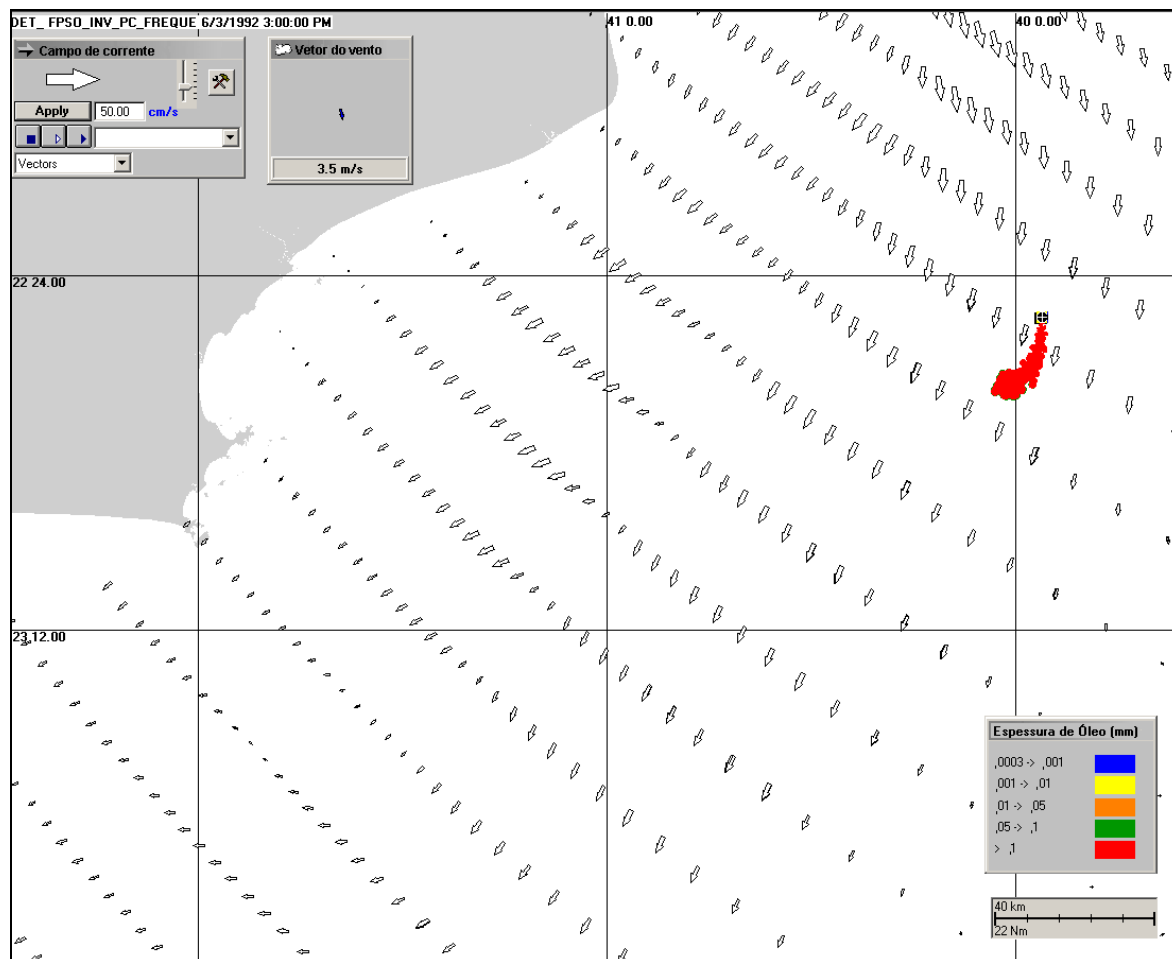 DET_ FPSO_INV_PC_FREQUE 6/3/1992 3:00:00 PM
41 0.00
40 0.00
Campo de corrente
Apply
50.00
cm/s
Vectors
Vetor do vento
3.5 m/s
22 24.00
23 12.00
Espessura de Óleo (mm)
,0003 -> ,001
,001 -> ,01
,01 -> ,05
,05 -> ,1
> ,1
40 km
22 Nm